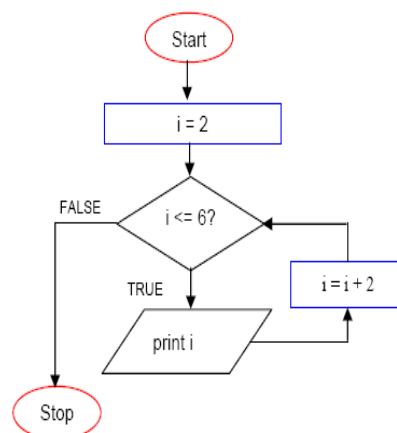 Start
i = 2
i <= 6?
FALSE
TRUE
i = i + 2
print i
Stop